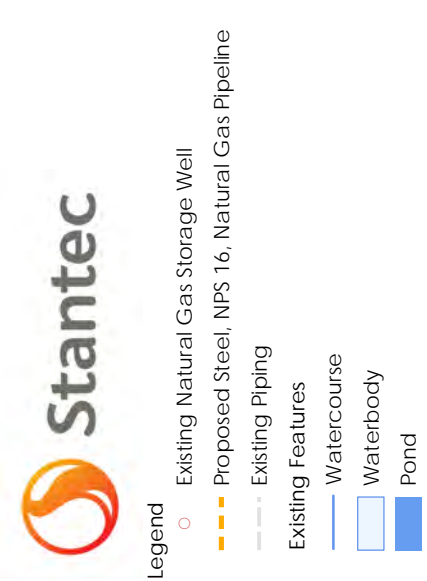 Stantec
Legend
Existing Natural Gas Storage Well
Proposed Steel, NPS 16, Natural Gas Pipeline
Existing Piping
Existing Features
Watercourse
Waterbody
Pond